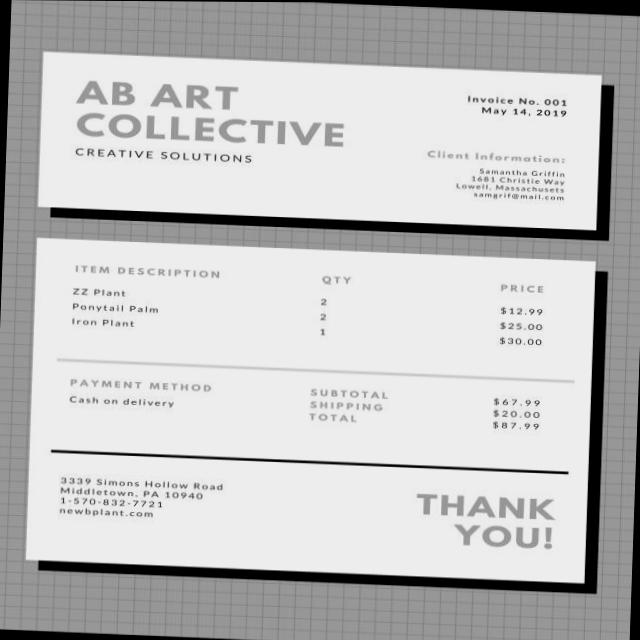 AB ART
COLLECTIVE
CREATIVE SOLUTIONS
Invoice No. 001
May 14, 2019
Client Information:
Samantha Griffin
1681 Christie Way
Lowell, Massachusets
samgrif@mail.com
ITEM DESCRIPTION QTY PRICE
ZZ Plant 2 $12.99
Ponytail Palm 2 $25.00
Iron Plant 1 $30.00
PAYMENT METHOD
Cash on delivery
SUBTOTAL $67.99
SHIPPING $20.00
TOTAL $87.99
3339 Simons Hollow Road
Middletown, PA 10940
1-570-832-7721
newbplant.com
THANK
YOU!